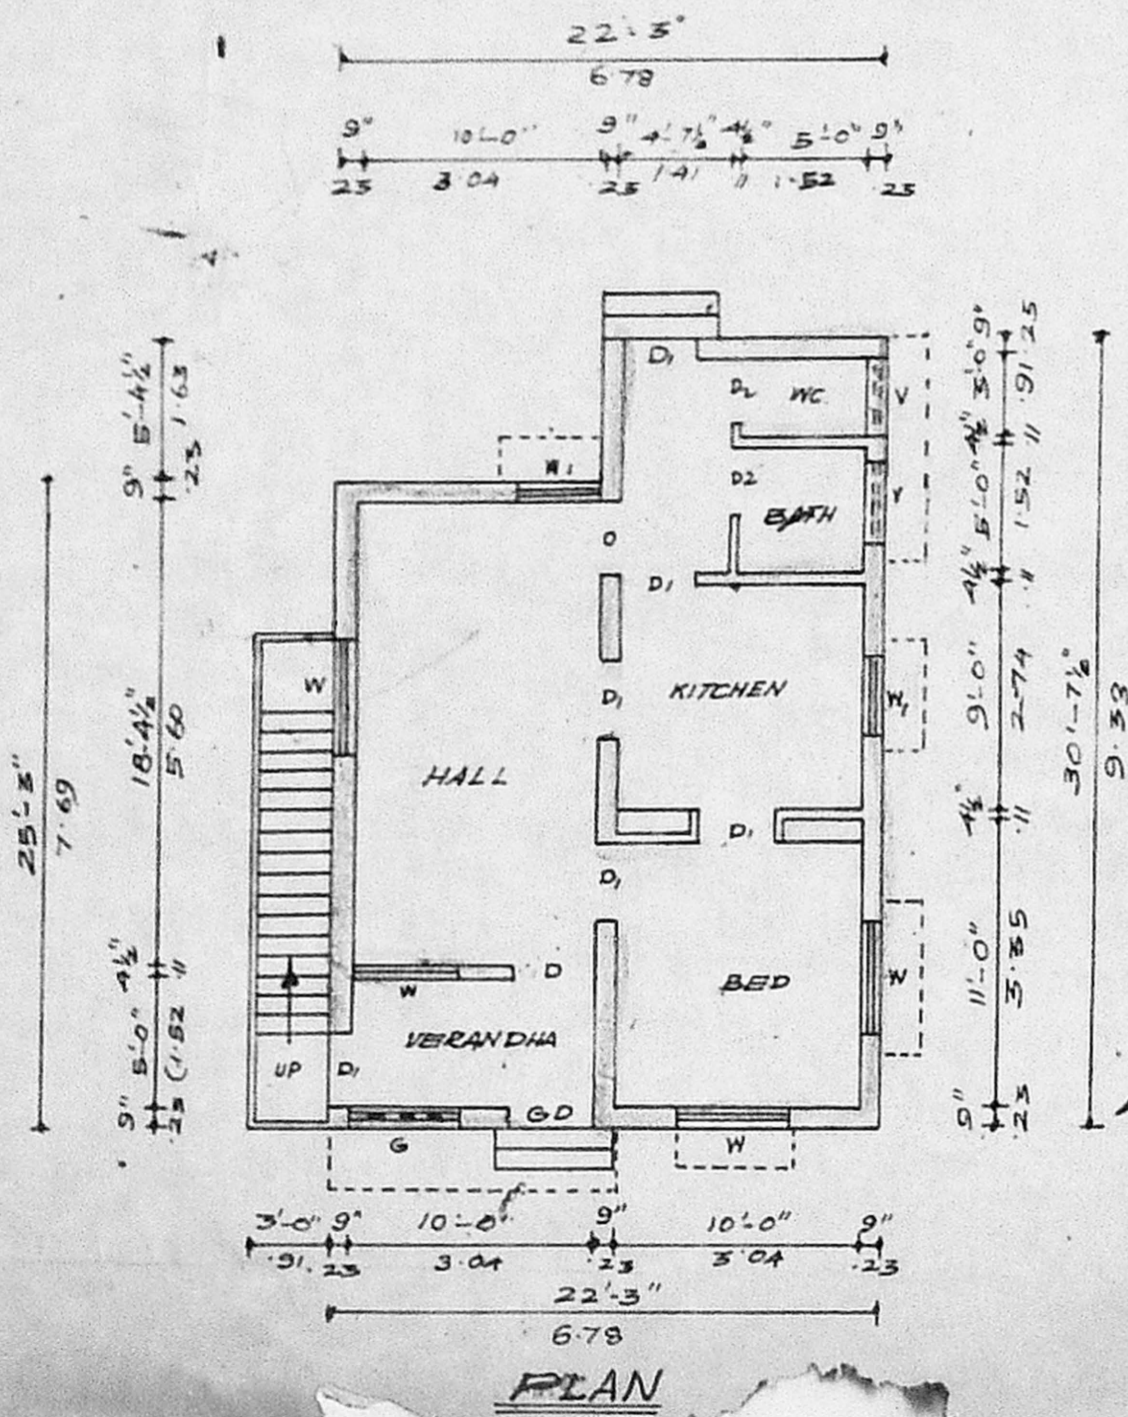 22'-3"
6.78
9" 10'-0" 9" 4'-7½" 4½" 5'-0" 9"
23 3.04 .23 1.41 11 1.52 .23
D1
D2 WC V
W1
D2 V
BATH
O
D1
W D1 KITCHEN W1
HALL
D1
D1
D BED W
W
VERANDHA
UP D1
GD
G W
25'-3"
7.69
5'-4½"
1.63
9"
.23
18'-4½"
5.60
4½"
.11
5'-0"
(1.52
9"
.23
9"
.25
3'-0"
.91
4½"
.11
5'-0"
1.52
4½"
.11
9'-0"
2.74
4½"
.11
11'-0"
3.35
9"
.23
30'-7½"
9.33
3'-0" 9" 10'-0" 9" 10'-0" 9"
.91 .23 3.04 .23 3.04 .23
22'-3"
6.78
PLAN